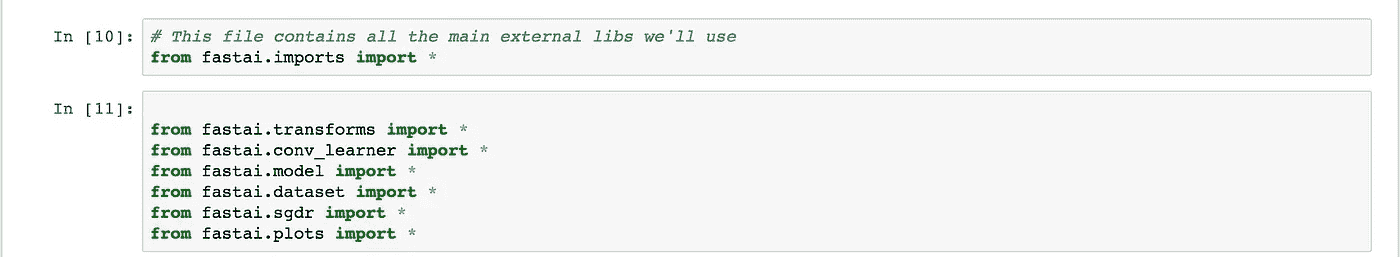 In [10]: # This file contains all the main external libs we'll use
from fastai.imports import *
In [11]:
from fastai.transforms import *
from fastai.conv_learner import *
from fastai.model import *
from fastai.dataset import *
from fastai.sgdr import *
from fastai.plots import *